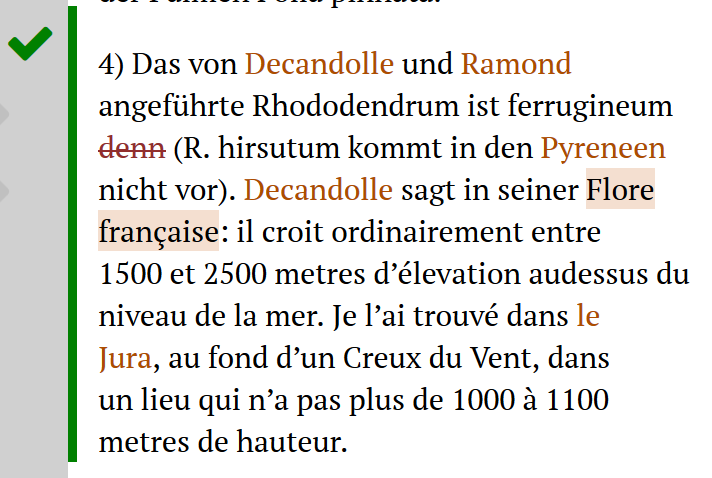 4) Das von Decandolle und Ramond
angeführte Rhododendrum ist ferrugineum
denn (R. hirsutum kommt in den Pyreneen
nicht vor). Decandolle sagt in seiner Flore
française: il croit ordinairement entre
1500 et 2500 metres d’élevation audessus du
niveau de la mer. Je l’ai trouvé dans le
Jura, au fond d’un Creux du Vent, dans
un lieu qui n’a pas plus de 1000 à 1100
metres de hauteur.